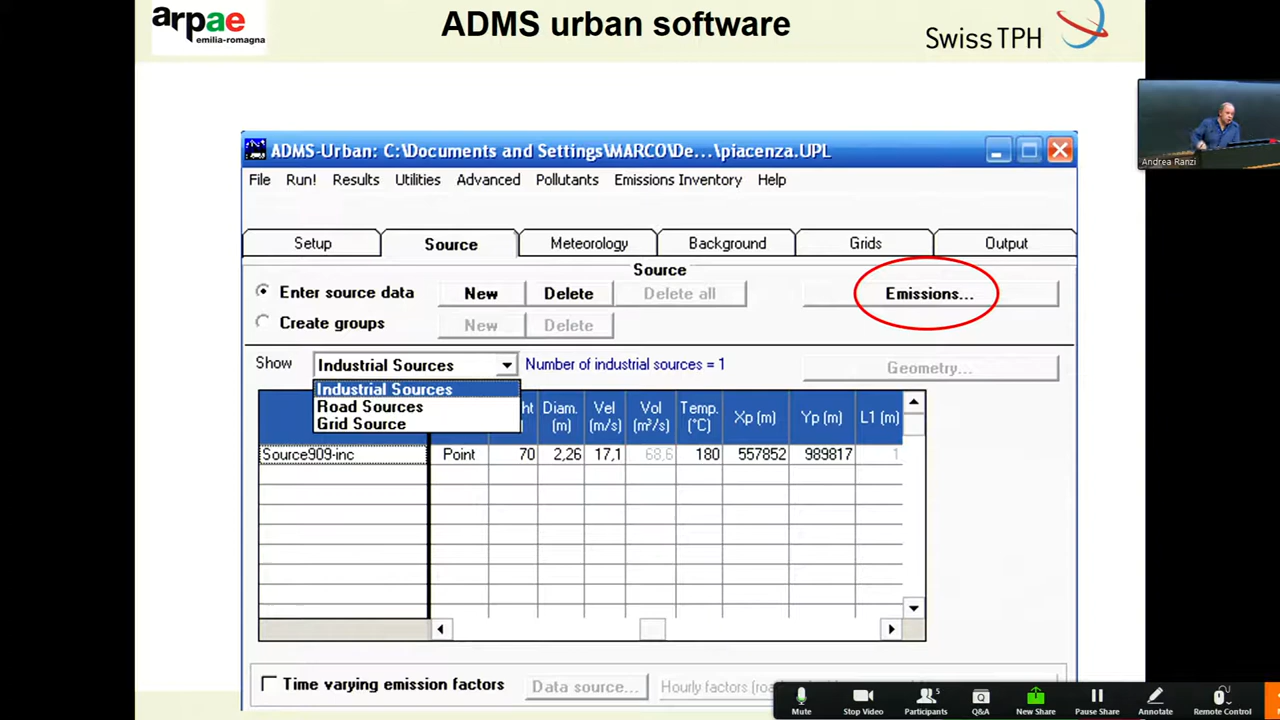 arpae
emilia-romagna
ADMS urban software
SwissTPH
Andrea Ranzi
ADMS-Urban: C:\Documents and Settings\MARCO\De...\piacenza.UPL
File Run! Results Utilities Advanced Pollutants Emissions Inventory Help
Setup Source Meteorology Background Grids Output
Source
Enter source data New Delete Delete all Emissions...
Create groups New Delete
Show Industrial Sources Number of industrial sources = 1 Geometry...
Industrial Sources
Road Sources
Grid Source
ht Diam. Vel Vol Temp. Xp (m) Yp (m) L1 (m)
(m) (m/s) (m³/s) (°C)
Source909-inc Point 70 2,26 17,1 68,6 180 557852 989817 1
Time varying emission factors Data source... Hourly factors
Mute Stop Video Participants 5 Q&A New Share Pause Share Annotate Remote Control